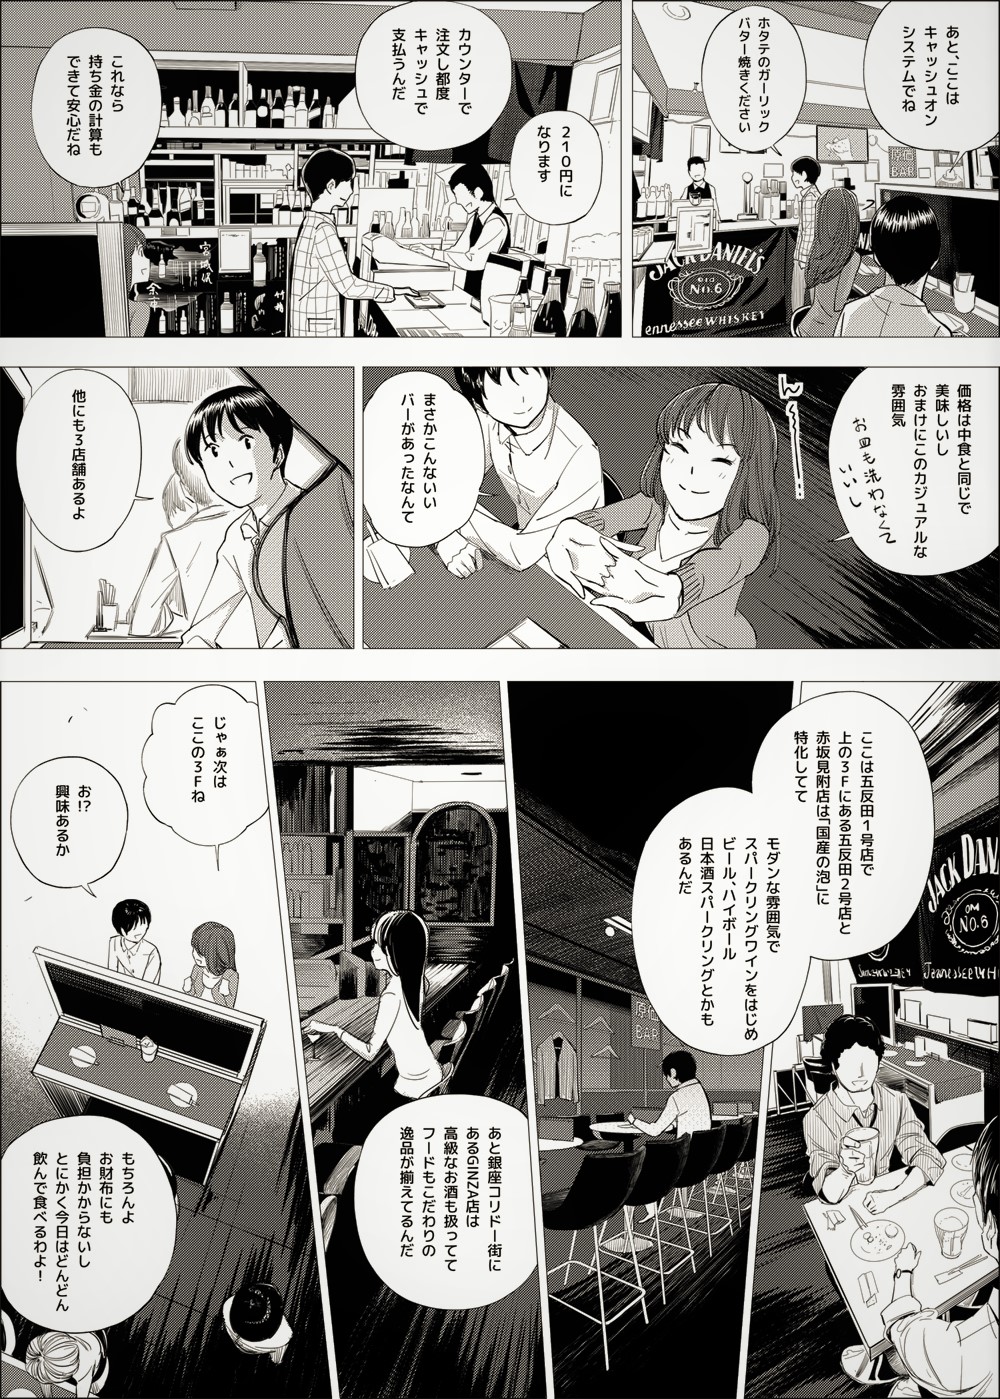 あと、ここは
キャッシュオン
システムでね
ホタテのガーリック
バター焼きください
原価
BAR
JACK DANIEL'S
Old
No.6
ennessee WHISKEY
カウンターで
注文し都度
キャッシュで
支払うんだ
210円に
なります
これなら
持ち金の計算も
できて安心だね
宮城峡
余市
価格は中食と同じで
美味しいし
おまけにこのカジュアルな
雰囲気
お皿も洗わなくて
いいし
ん〜〜
まさかこんないい
バーがあったなんて
他にも3店舗あるよ
ここは五反田1号店で
上の3Fにある五反田2号店と
赤坂見附店は「国産の泡」に
特化してて
モダンな雰囲気で
スパークリングワインをはじめ
ビール、ハイボール
日本酒スパークリングとかも
あるんだ
JACK DAN
No.6
原価
BAR
あと銀座コリドー街に
あるGINZA店は
高級なお酒も扱ってて
フードもこだわりの
逸品が揃えてるんだ
じゃぁ次は
ここの3Fね
お!?
興味あるか
もちろんよ
お財布にも
負担かからないし
とにかく今日はどんどん
飲んで食べるわよ!